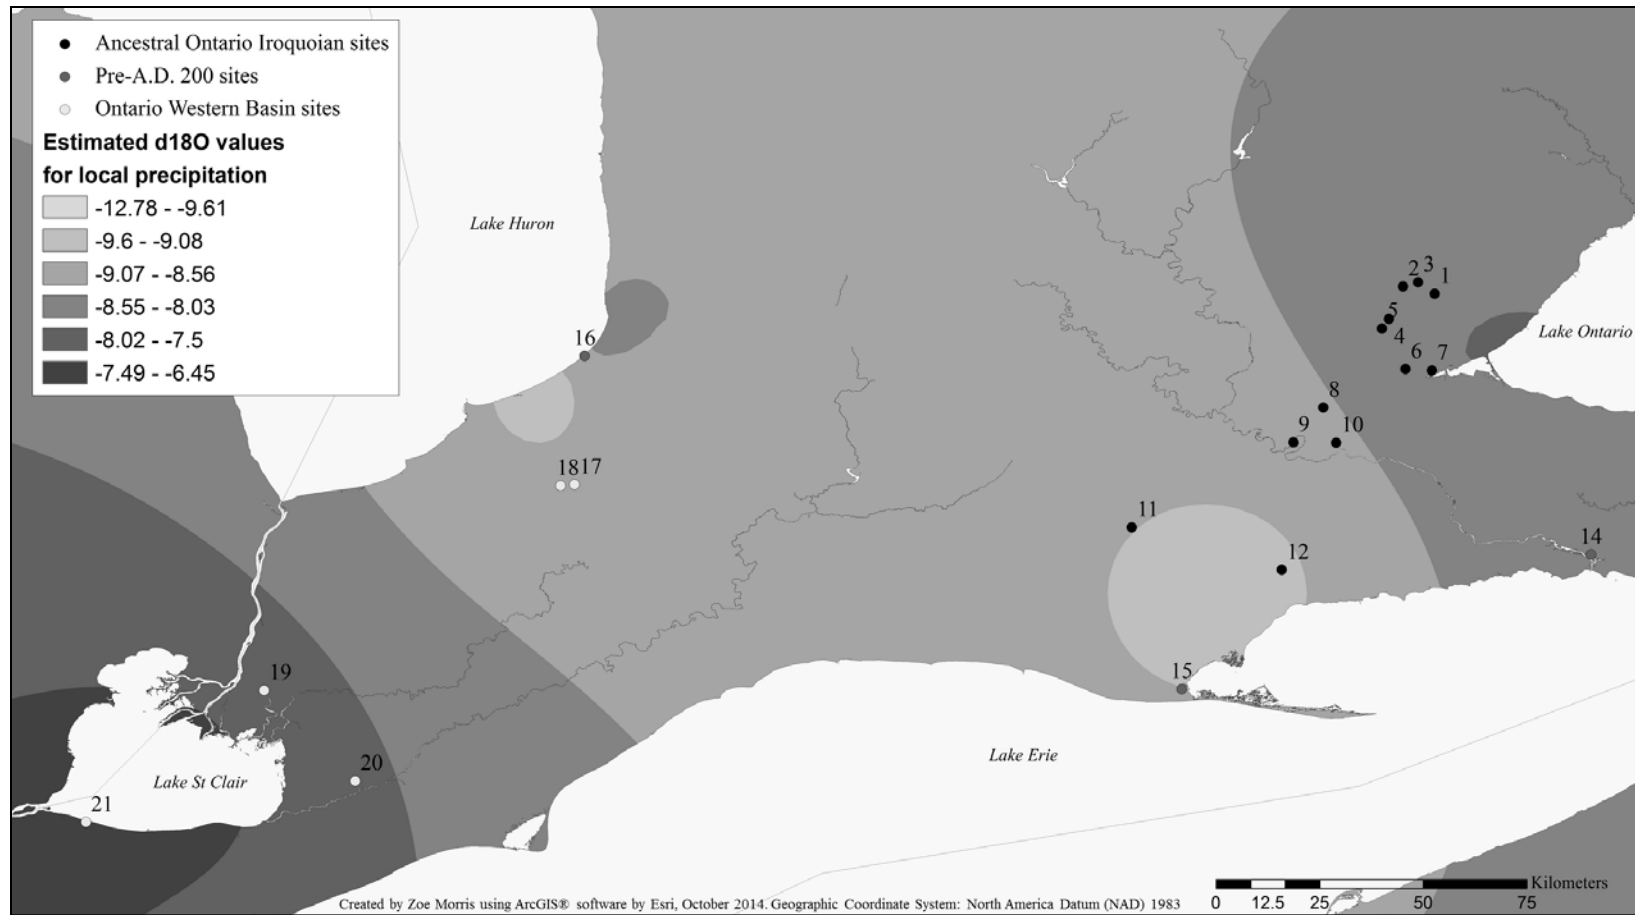 Ancestral Ontario Iroquoian sites
Pre-A.D. 200 sites
Ontario Western Basin sites
Estimated d18O values
for local precipitation
-12.78 - -9.61
-9.6 - -9.08
-9.07 - -8.56
-8.55 - -8.03
-8.02 - -7.5
-7.49 - -6.45
Lake Huron
2 3
1
5
4
Lake Ontario
16
6 7
8
9 10
18 17
11
12
14
15
19
20
21
Lake St Clair
Lake Erie
Kilometers
0 12.5 25 50 75
Created by Zoe Morris using ArcGIS® software by Esri, October 2014. Geographic Coordinate System: North America Datum (NAD) 1983